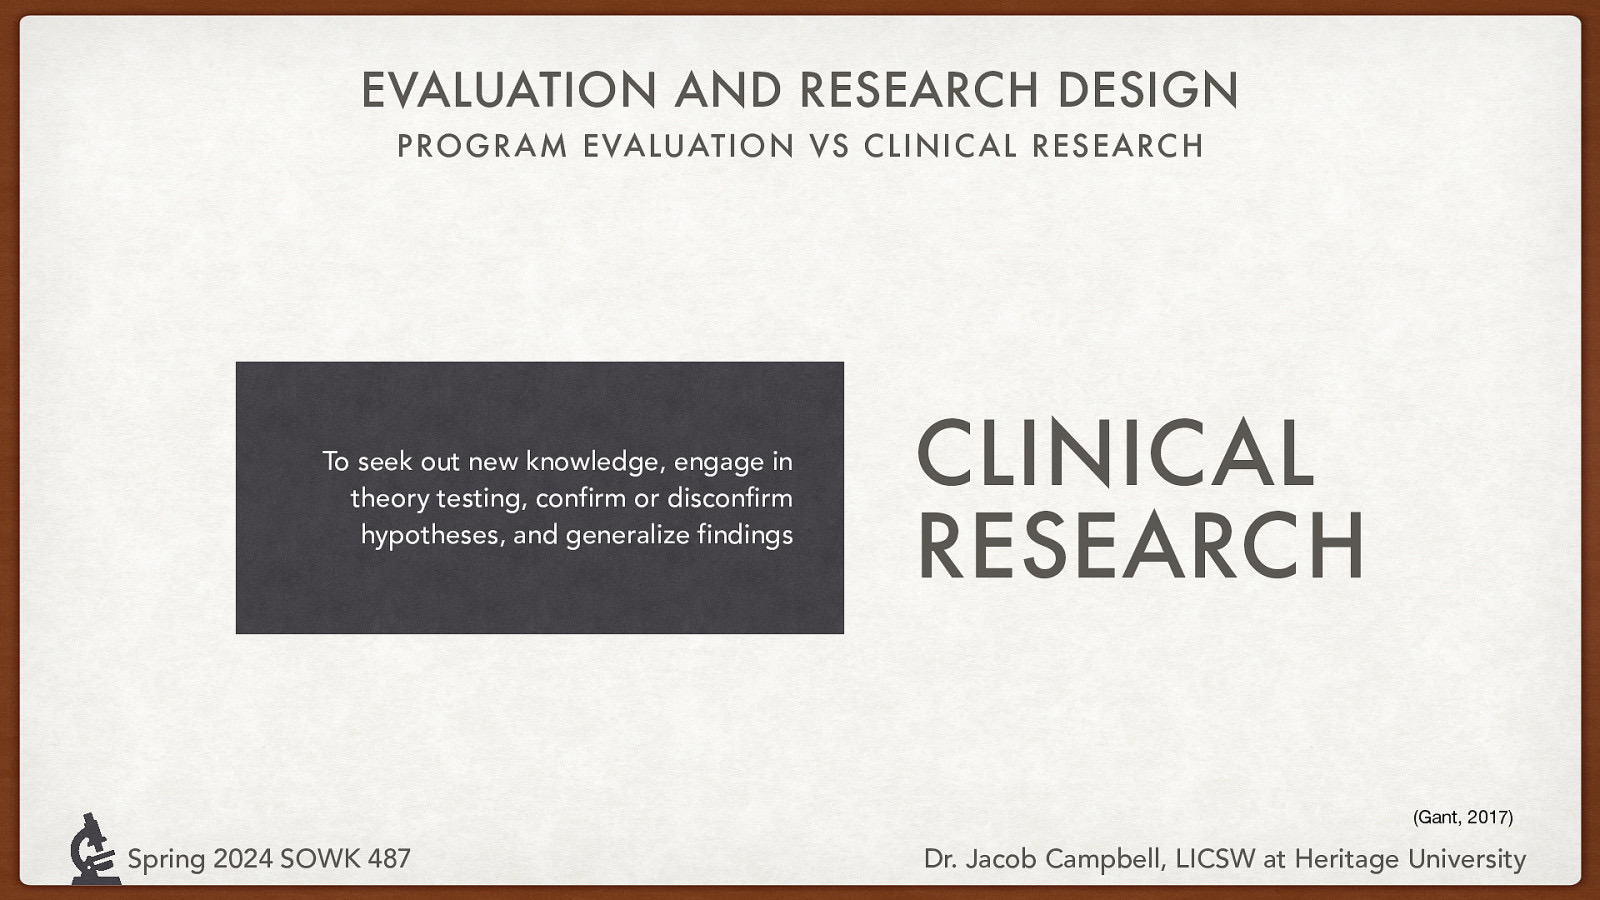 EVALUATION AND RESEARCH DESIGN
PROGRAM EVALUATION VS CLINICAL RESEARCH
To seek out new knowledge, engage in
theory testing, confirm or disconfirm
hypotheses, and generalize findings
CLINICAL
RESEARCH
(Gant, 2017)
Spring 2024 SOWK 487
Dr. Jacob Campbell, LICSW at Heritage University